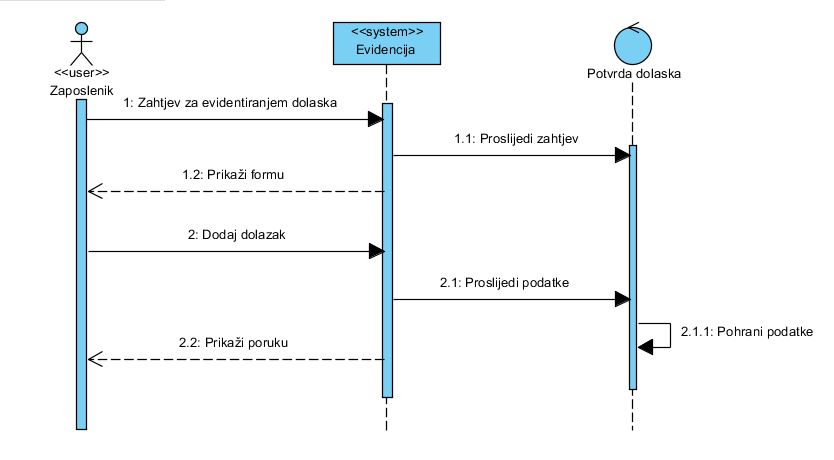 <<system>>
Evidencija
<<user>>
Zaposlenik
Potvrda dolaska
1: Zahtjev za evidentiranjem dolaska
1.1: Proslijedi zahtjev
1.2: Prikaži formu
2: Dodaj dolazak
2.1: Proslijedi podatke
2.1.1: Pohrani podatke
2.2: Prikaži poruku